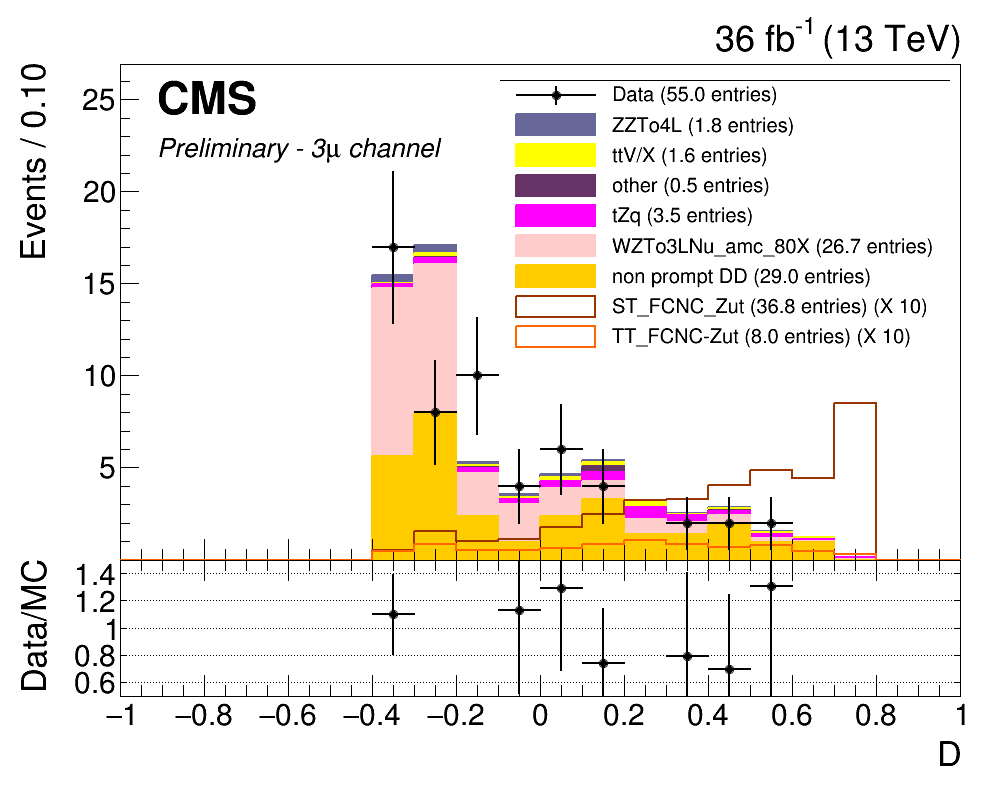 36 fb-1 (13 TeV)
CMS
Preliminary - 3μ channel
Data (55.0 entries)
ZZTo4L (1.8 entries)
ttV/X (1.6 entries)
other (0.5 entries)
tZq (3.5 entries)
WZTo3LNu_amc_80X (26.7 entries)
non prompt DD (29.0 entries)
ST_FCNC_Zut (36.8 entries) (X 10)
TT_FCNC-Zut (8.0 entries) (X 10)
Events / 0.10
25
20
15
10
5
Data/MC
1.4
1.2
1
0.8
0.6
−1 −0.8 −0.6 −0.4 −0.2 0 0.2 0.4 0.6 0.8 1
D